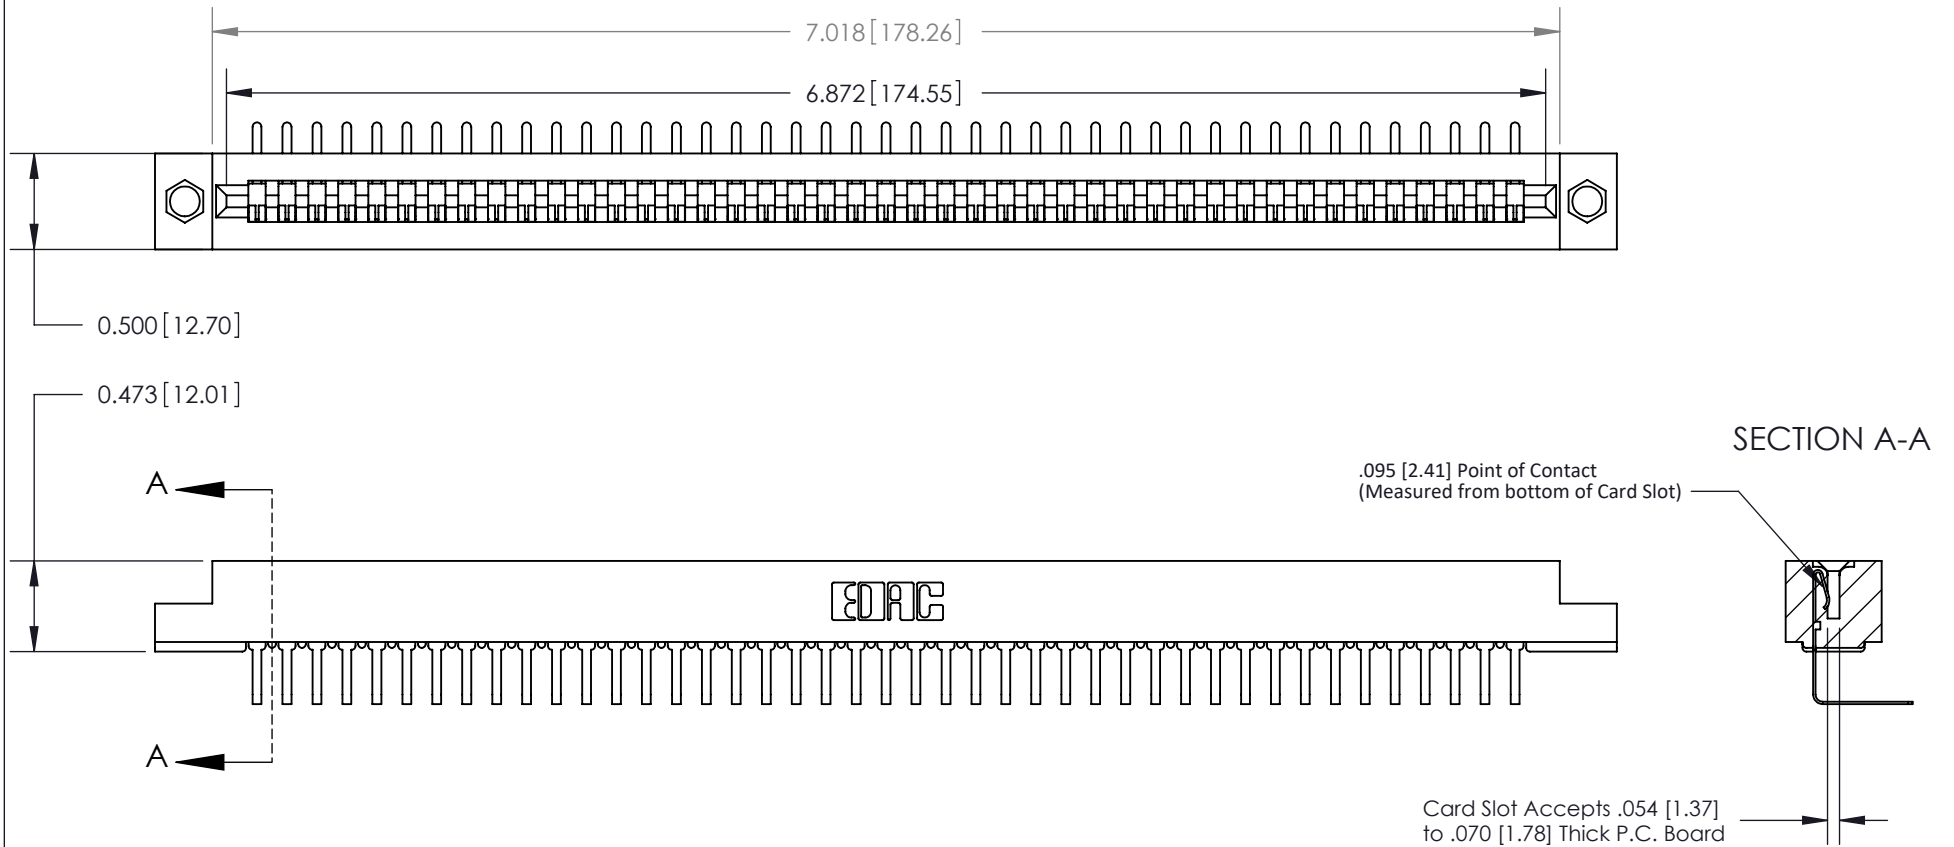 7.018[178.26]
6.872[174.55]
0.500[12.70]
0.473[12.01]
SECTION A-A
.095 [2.41] Point of Contact
(Measured from bottom of Card Slot)
A
EDAC
A
Card Slot Accepts .054 [1.37]
to .070 [1.78] Thick P.C. Board